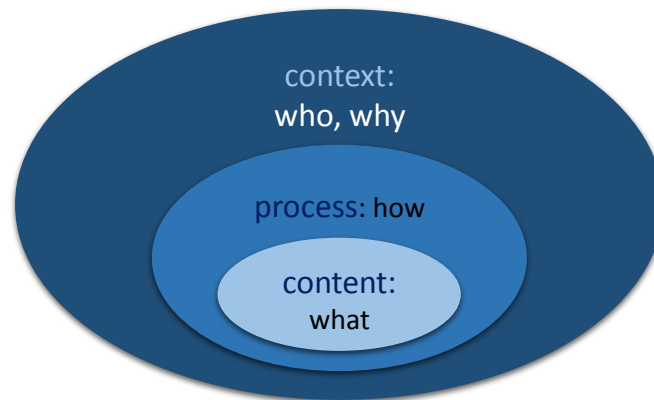 context:
who, why
process: how
content:
what